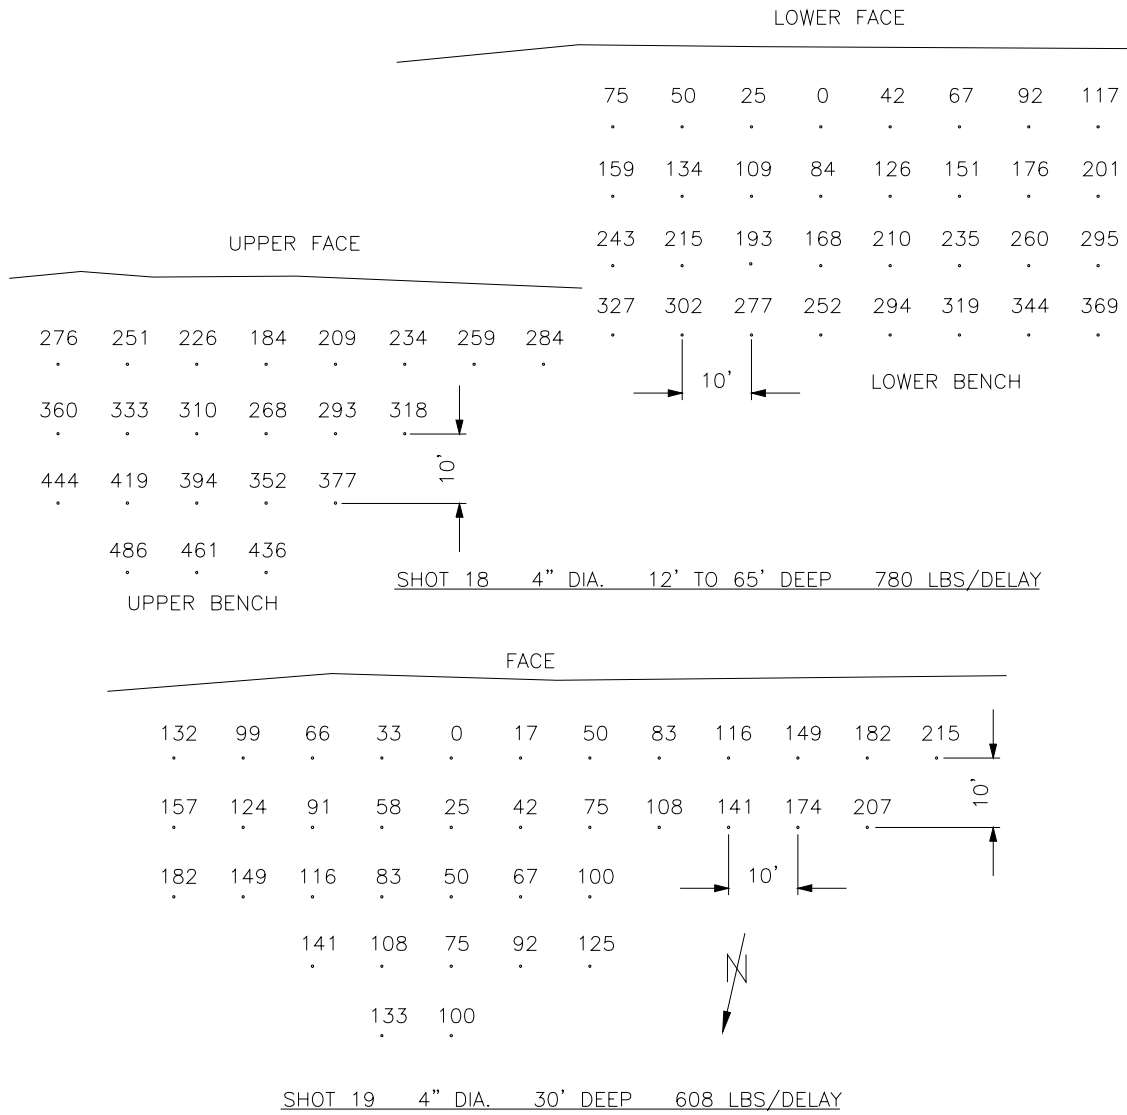 LOWER FACE
75 50 25 0 42 67 92 117
159 134 109 84 126 151 176 201
243 215 193 168 210 235 260 295
327 302 277 252 294 319 344 369
10'
LOWER BENCH
UPPER FACE
276 251 226 184 209 234 259 284
360 333 310 268 293 318
10'
444 419 394 352 377
486 461 436
UPPER BENCH
SHOT 18 4" DIA. 12' TO 65' DEEP 780 LBS/DELAY
FACE
132 99 66 33 0 17 50 83 116 149 182 215
10'
157 124 91 58 25 42 75 108 141 174 207
182 149 116 83 50 67 100
10'
141 108 75 92 125
N
133 100
SHOT 19 4" DIA. 30' DEEP 608 LBS/DELAY